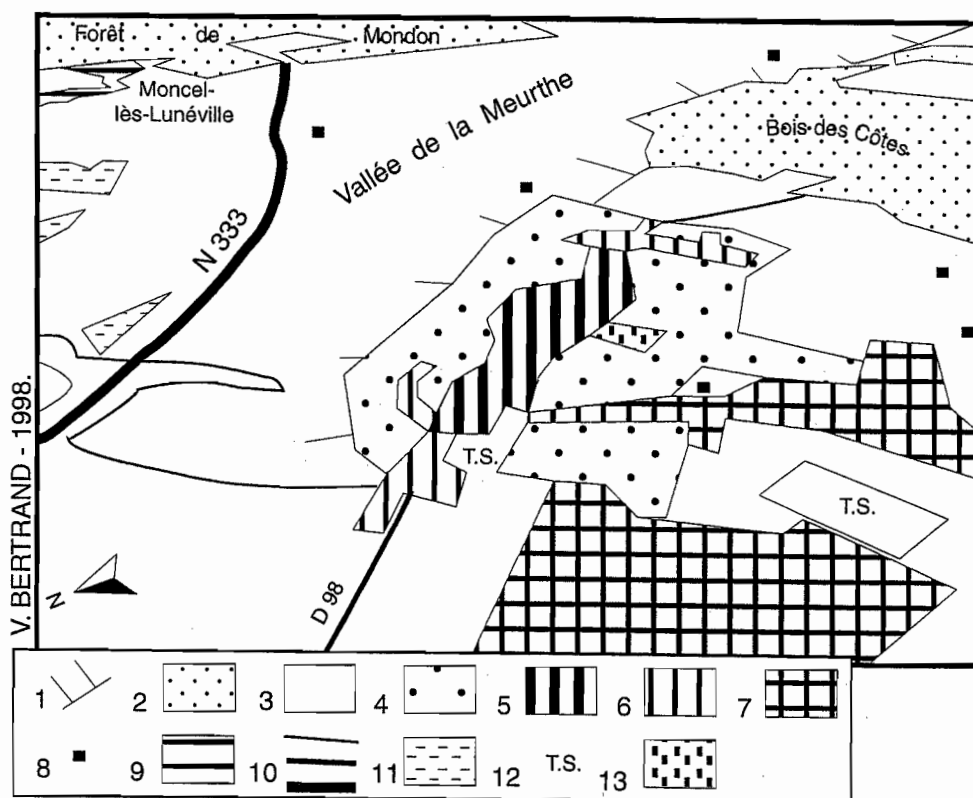 Forêt de Mondon
Moncel-
lès-Lunéville
Vallée de la Meurthe
Bois des Côtes
N 333
T.S.
T.S.
D 98
N
V. BERTRAND - 1998.
1 2 3 4 5 6 7
8 9 10 11 12 T.S. 13